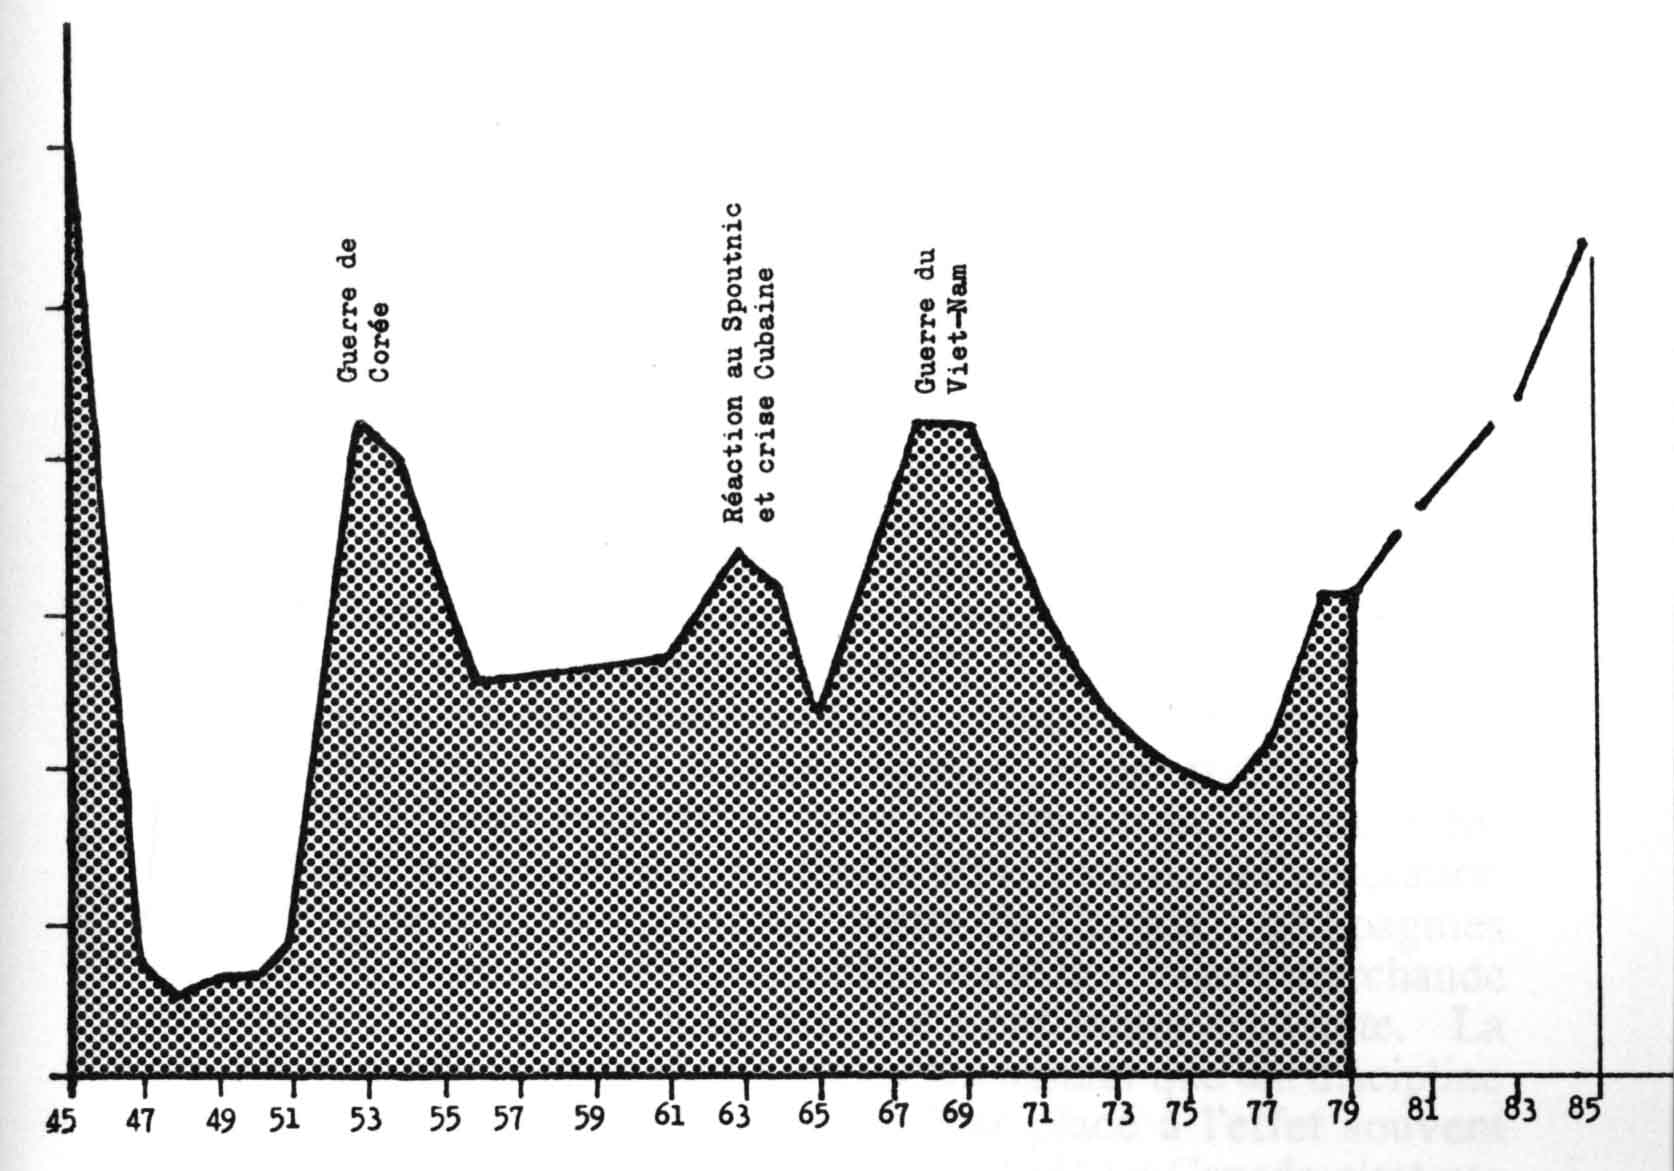 Guerre de
Corée
Réaction au Spoutnic
et crise Cubaine
Guerre du
Viet-Nam
45 47 49 51 53 55 57 59 61 63 65 67 69 71 73 75 77 79 81 83 85